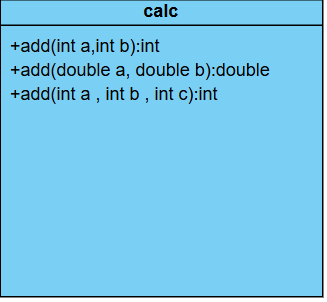 calc
+add(int a,int b):int
+add(double a, double b):double
+add(int a , int b , int c):int